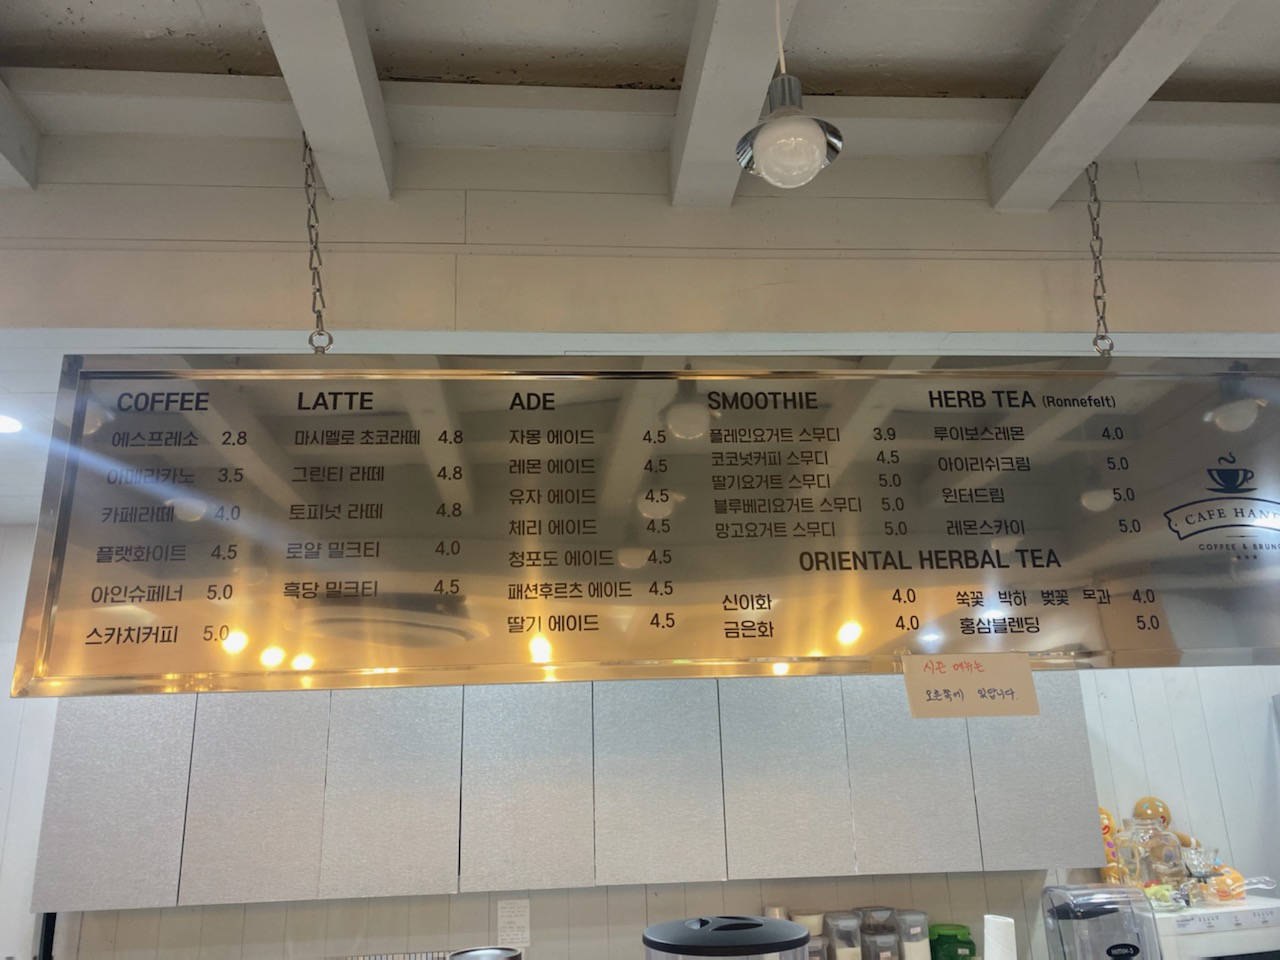 COFFEE
에스프레소 2.8
아메리카노 3.5
카페라떼 4.0
플랫화이트 4.5
아인슈페너 5.0
스카치커피 5.0
LATTE
마시멜로 초코라떼 4.8
그린티 라떼 4.8
토피넛 라떼 4.8
로얄 밀크티 4.0
흑당 밀크티 4.5
ADE
자몽 에이드 4.5
레몬 에이드 4.5
유자 에이드 4.5
체리 에이드 4.5
청포도 에이드 4.5
패션후르츠 에이드 4.5
딸기 에이드 4.5
SMOOTHIE
플레인요거트 스무디 3.9
코코넛커피 스무디 4.5
딸기요거트 스무디 5.0
블루베리요거트 스무디 5.0
망고요거트 스무디 5.0
HERB TEA (Ronnefelt)
루이보스레몬 4.0
아이리쉬크림 5.0
윈터드림 5.0
레몬스카이 5.0
ORIENTAL HERBAL TEA
신이화 4.0
금은화 4.0
쑥꽃 박하 벚꽃 모과 4.0
홍삼블렌딩 5.0
CAFE
COFFEE &
시즌 메뉴는
오른쪽에 있습니다.